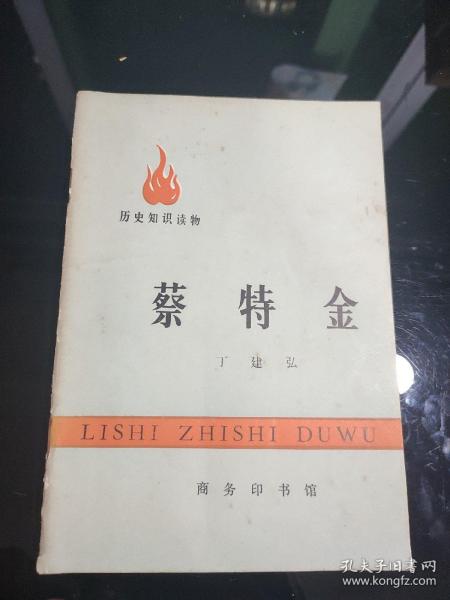 历史知识读物
蔡特金
丁建弘
LISHI ZHISHI DUWU
商务印书馆
孔夫子旧书网
www.kongfz.com